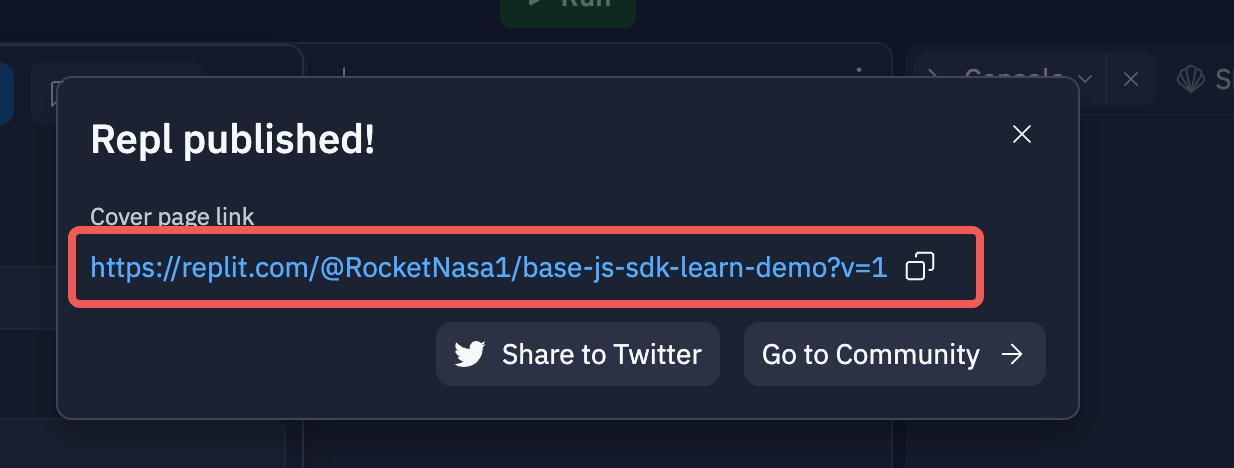 Run
Console
Repl published!
Cover page link
https://replit.com/@RocketNasa1/base-js-sdk-learn-demo?v=1
Share to Twitter
Go to Community